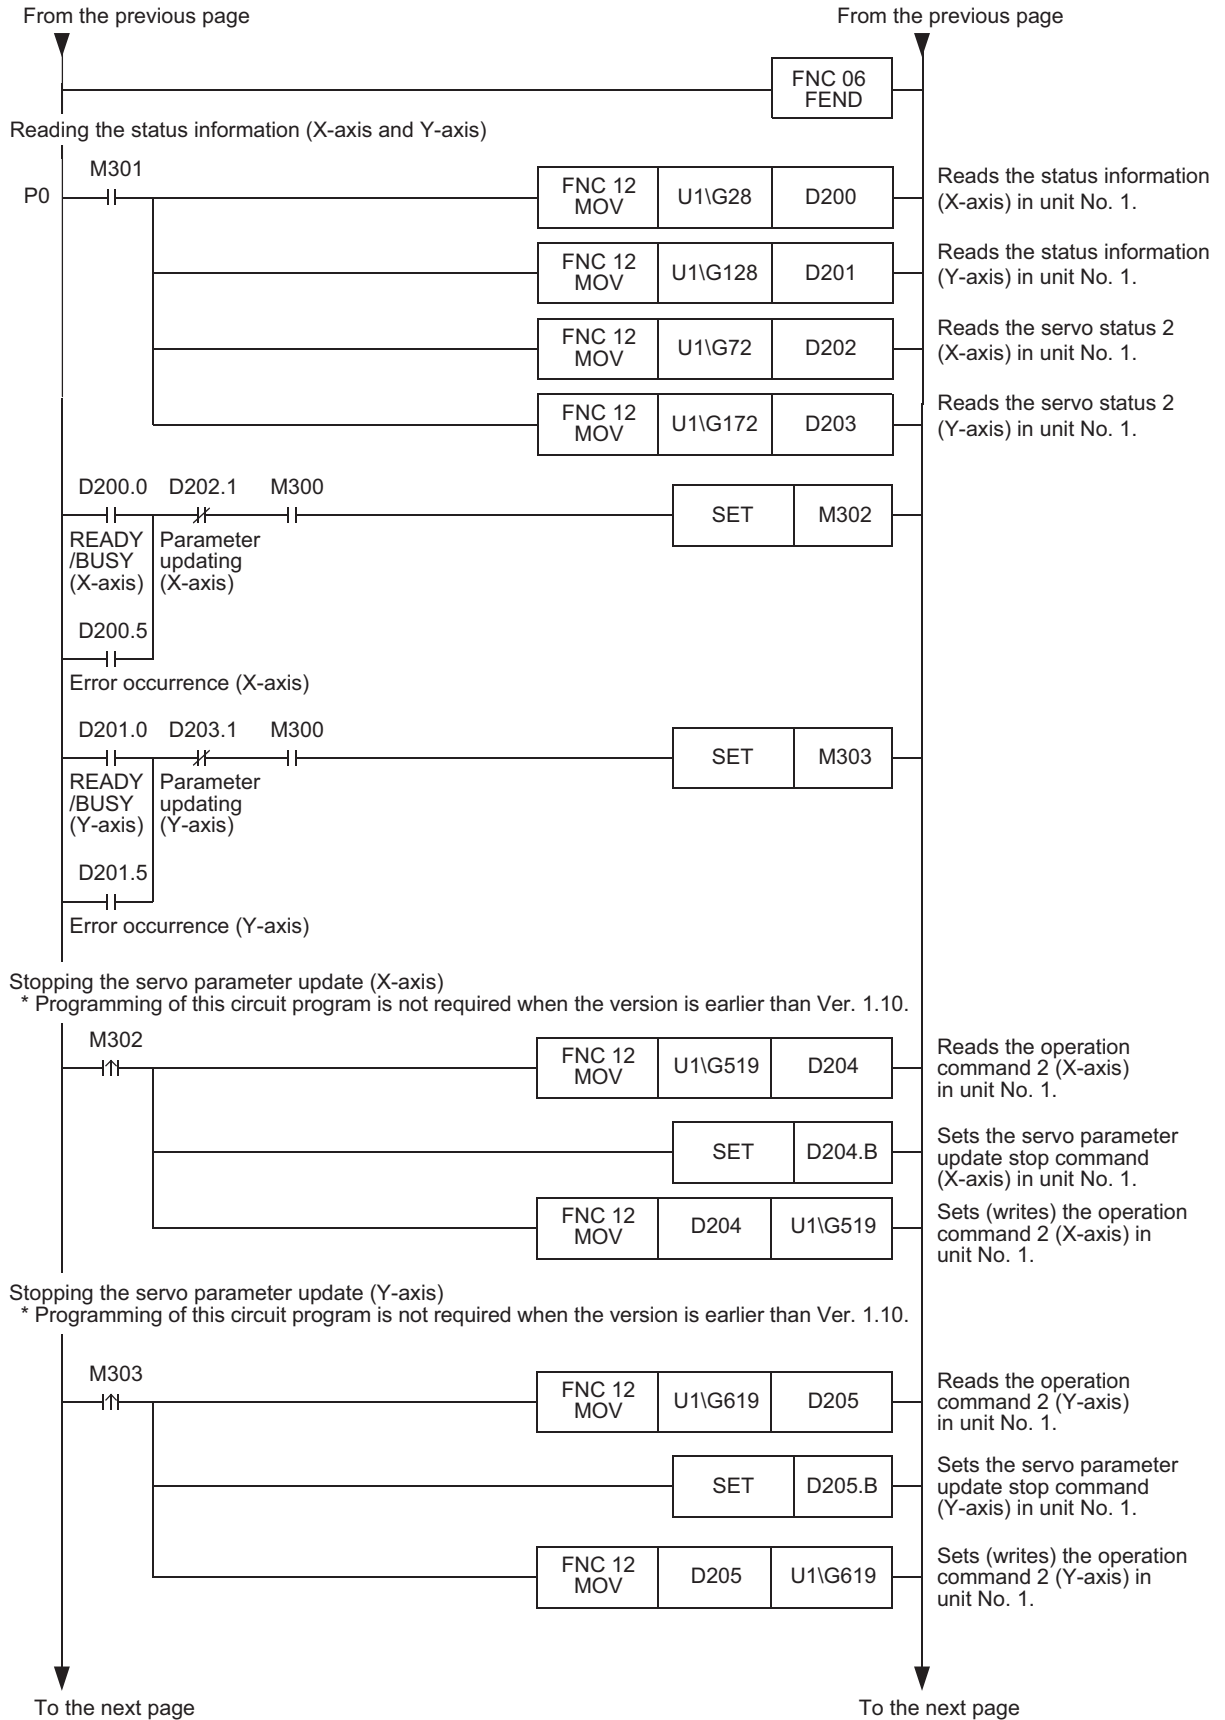 From the previous page
From the previous page
FNC 06
FEND
Reading the status information (X-axis and Y-axis)
M301
P0
FNC 12
MOV
U1\G28
D200
Reads the status information
(X-axis) in unit No. 1.
FNC 12
MOV
U1\G128
D201
Reads the status information
(Y-axis) in unit No. 1.
FNC 12
MOV
U1\G72
D202
Reads the servo status 2
(X-axis) in unit No. 1.
FNC 12
MOV
U1\G172
D203
Reads the servo status 2
(Y-axis) in unit No. 1.
D200.0
D202.1
M300
SET
M302
READY
/BUSY
(X-axis)
Parameter
updating
(X-axis)
D200.5
Error occurrence (X-axis)
D201.0
D203.1
M300
SET
M303
READY
/BUSY
(Y-axis)
Parameter
updating
(Y-axis)
D201.5
Error occurrence (Y-axis)
Stopping the servo parameter update (X-axis)
* Programming of this circuit program is not required when the version is earlier than Ver. 1.10.
M302
FNC 12
MOV
U1\G519
D204
Reads the operation
command 2 (X-axis)
in unit No. 1.
SET
D204.B
Sets the servo parameter
update stop command
(X-axis) in unit No. 1.
FNC 12
MOV
D204
U1\G519
Sets (writes) the operation
command 2 (X-axis) in
unit No. 1.
Stopping the servo parameter update (Y-axis)
* Programming of this circuit program is not required when the version is earlier than Ver. 1.10.
M303
FNC 12
MOV
U1\G619
D205
Reads the operation
command 2 (Y-axis)
in unit No. 1.
SET
D205.B
Sets the servo parameter
update stop command
(Y-axis) in unit No. 1.
FNC 12
MOV
D205
U1\G619
Sets (writes) the operation
command 2 (Y-axis) in
unit No. 1.
To the next page
To the next page